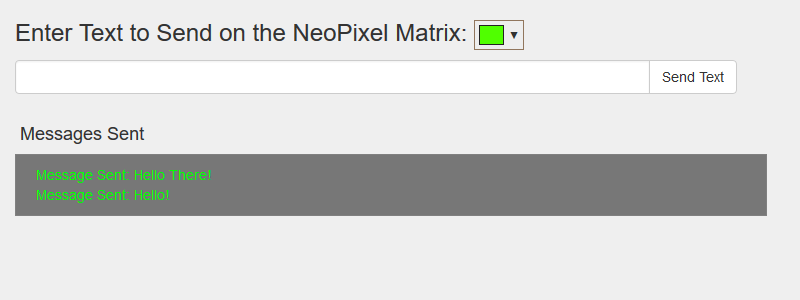 Enter Text to Send on the NeoPixel Matrix:
Send Text
Messages Sent
Message Sent: Hello There!
Message Sent: Hello!